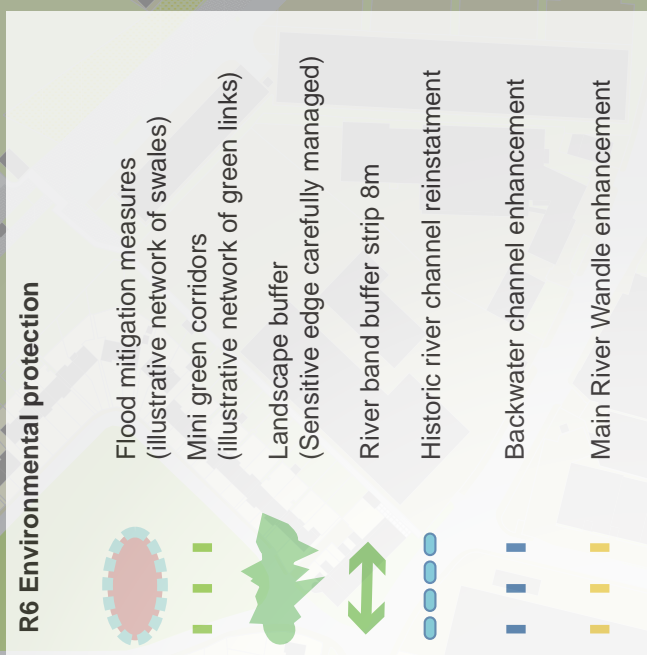 R6 Environmental protection
Flood mitigation measures
(illustrative network of swales)
Mini green corridors
(illustrative network of green links)
Landscape buffer
(Sensitive edge carefully managed)
River band buffer strip 8m
Historic river channel reinstatment
Backwater channel enhancement
Main River Wandle enhancement